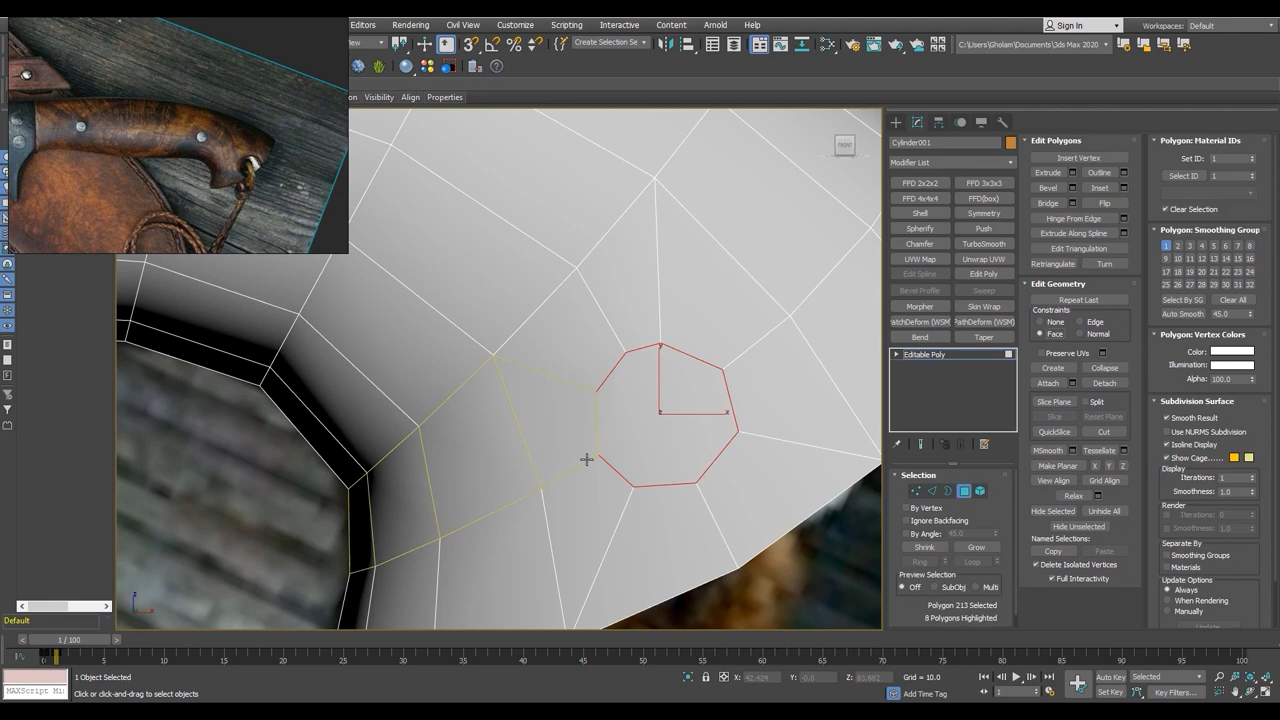 Editors Rendering Civil View Customize Scripting Interactive Content Arnold Help Sign In Workspaces: Default
View Create Selection Se C:\Users\Gholam\Documents\3ds Max 2020
on Visibility Align Properties
FRONT
Cylinder001
Modifier List
FFD 2x2x2 FFD 3x3x3
FFD 4x4x4 FFD(box)
Shell Symmetry
Spherify Push
Chamfer TurboSmooth
UVW Map Unwrap UVW
Edit Spline Edit Poly
Bevel Profile Sweep
Morpher Skin Wrap
PatchDeform (WSM) PathDeform (WSM)
Bend Taper
Editable Poly
Selection
By Vertex
Ignore Backfacing
By Angle: 45.0
Shrink Grow
Ring Loop
Preview Selection
Off SubObj Multi
Polygon 213 Selected
8 Polygons Highlighted
Edit Polygons
Insert Vertex
Extrude Outline
Bevel Inset
Bridge Flip
Hinge From Edge
Extrude Along Spline
Edit Triangulation
Retriangulate Turn
Edit Geometry
Repeat Last
Constraints
None Edge
Face Normal
Preserve UVs
Create Collapse
Attach Detach
Slice Plane Split
Slice Reset Plane
QuickSlice Cut
MSmooth Tessellate
Make Planar X Y Z
View Align Grid Align
Relax
Hide Selected Unhide All
Hide Unselected
Named Selections:
Copy Paste
Delete Isolated Vertices
Full Interactivity
Polygon: Material IDs
Set ID: 1
Select ID 1
Clear Selection
Polygon: Smoothing Group
1 2 3 4 5 6 7 8
9 10 11 12 13 14 15 16
17 18 19 20 21 22 23 24
25 26 27 28 29 30 31 32
Select By SG Clear All
Auto Smooth 45.0
Polygon: Vertex Colors
Color:
Illumination:
Alpha: 100.0
Subdivision Surface
Smooth Result
Use NURMS Subdivision
Isoline Display
Show Cage......
Display
Iterations: 1
Smoothness: 1.0
Render
Iterations: 0
Smoothness: 1.0
Separate By
Smoothing Groups
Materials
Update Options
Always
When Rendering
Manually
Update
y
x
z
z
x
Default
1 / 100
5 10 15 20 25 30 35 40 45 50 55 60 65 70 75 80 85 90 95 100
1 Object Selected X: 42.424 Y: -0.0 Z: 83.682 Grid = 10.0 Auto Key Selected
MAXScript Mi Click or click-and-drag to select objects Add Time Tag 1 Set Key Key Filters...